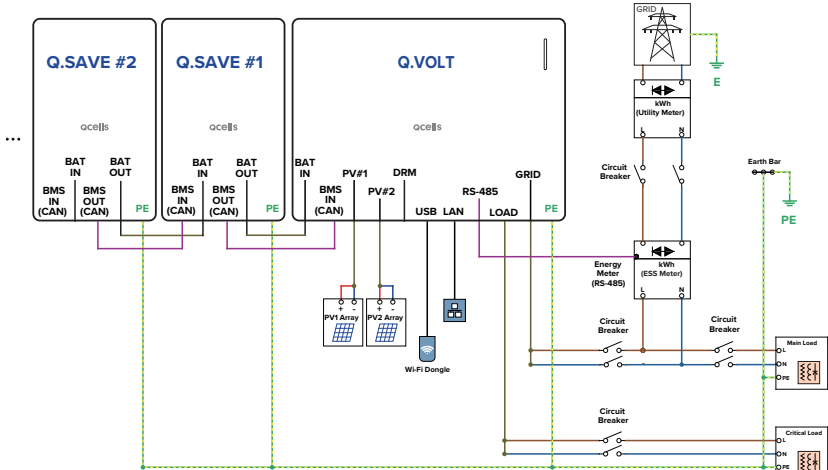 GRID
Q.SAVE #2
Q.SAVE #1
Q.VOLT
E
kWh
(Utility Meter)
L
N
qcells
qcells
qcells
...
BAT
IN
BAT
OUT
BMS
IN
(CAN)
BMS
OUT
(CAN)
PE
BAT
IN
BAT
OUT
BMS
IN
(CAN)
BMS
OUT
(CAN)
PE
BAT
IN
BMS
IN
(CAN)
PV#1
PV#2
DRM
USB
LAN
RS-485
LOAD
GRID
PE
Circuit
Breaker
Earth Bar
PE
Energy
Meter
(RS-485)
kWh
(ESS Meter)
L
N
+ -
PV1 Array
+ -
PV2 Array
Wi-Fi Dongle
Circuit
Breaker
Circuit
Breaker
Main Load
L
N
PE
Circuit
Breaker
Critical Load
L
N
PE